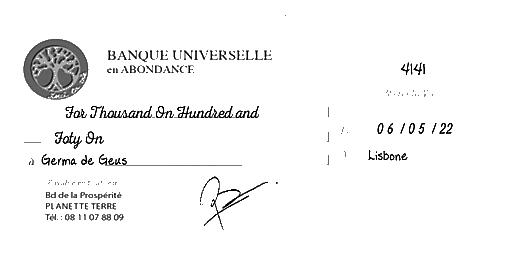 BANQUE UNIVERSELLE
en ABONDANCE
4141
For Thousand On Hundred and
Foty On
06/05/22
à Germa de Geus
Lisbone
Bd de la Prospérité
PLANETTE TERRE
Tél. : 08 11 07 88 09